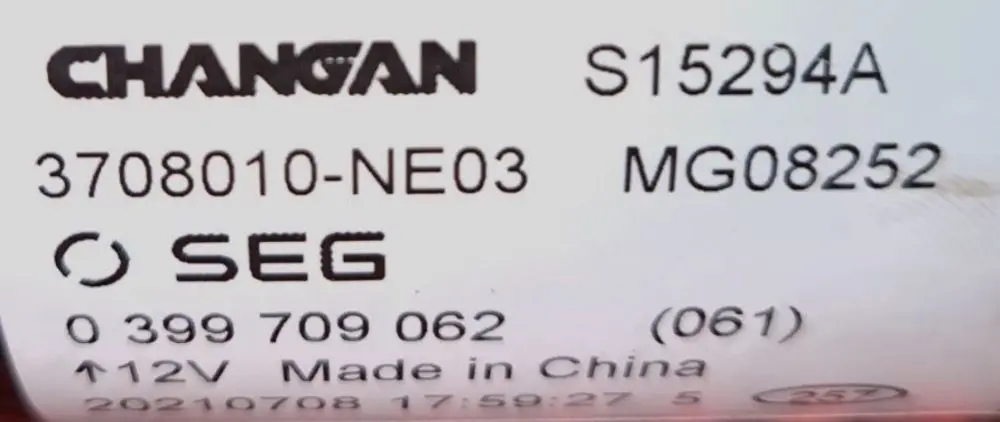 CHANGAN S15294A
3708010-NE03 MG08252
SEG
0 399 709 062 (061)
↑12V Made in China
20210708 17:59:27 5 257